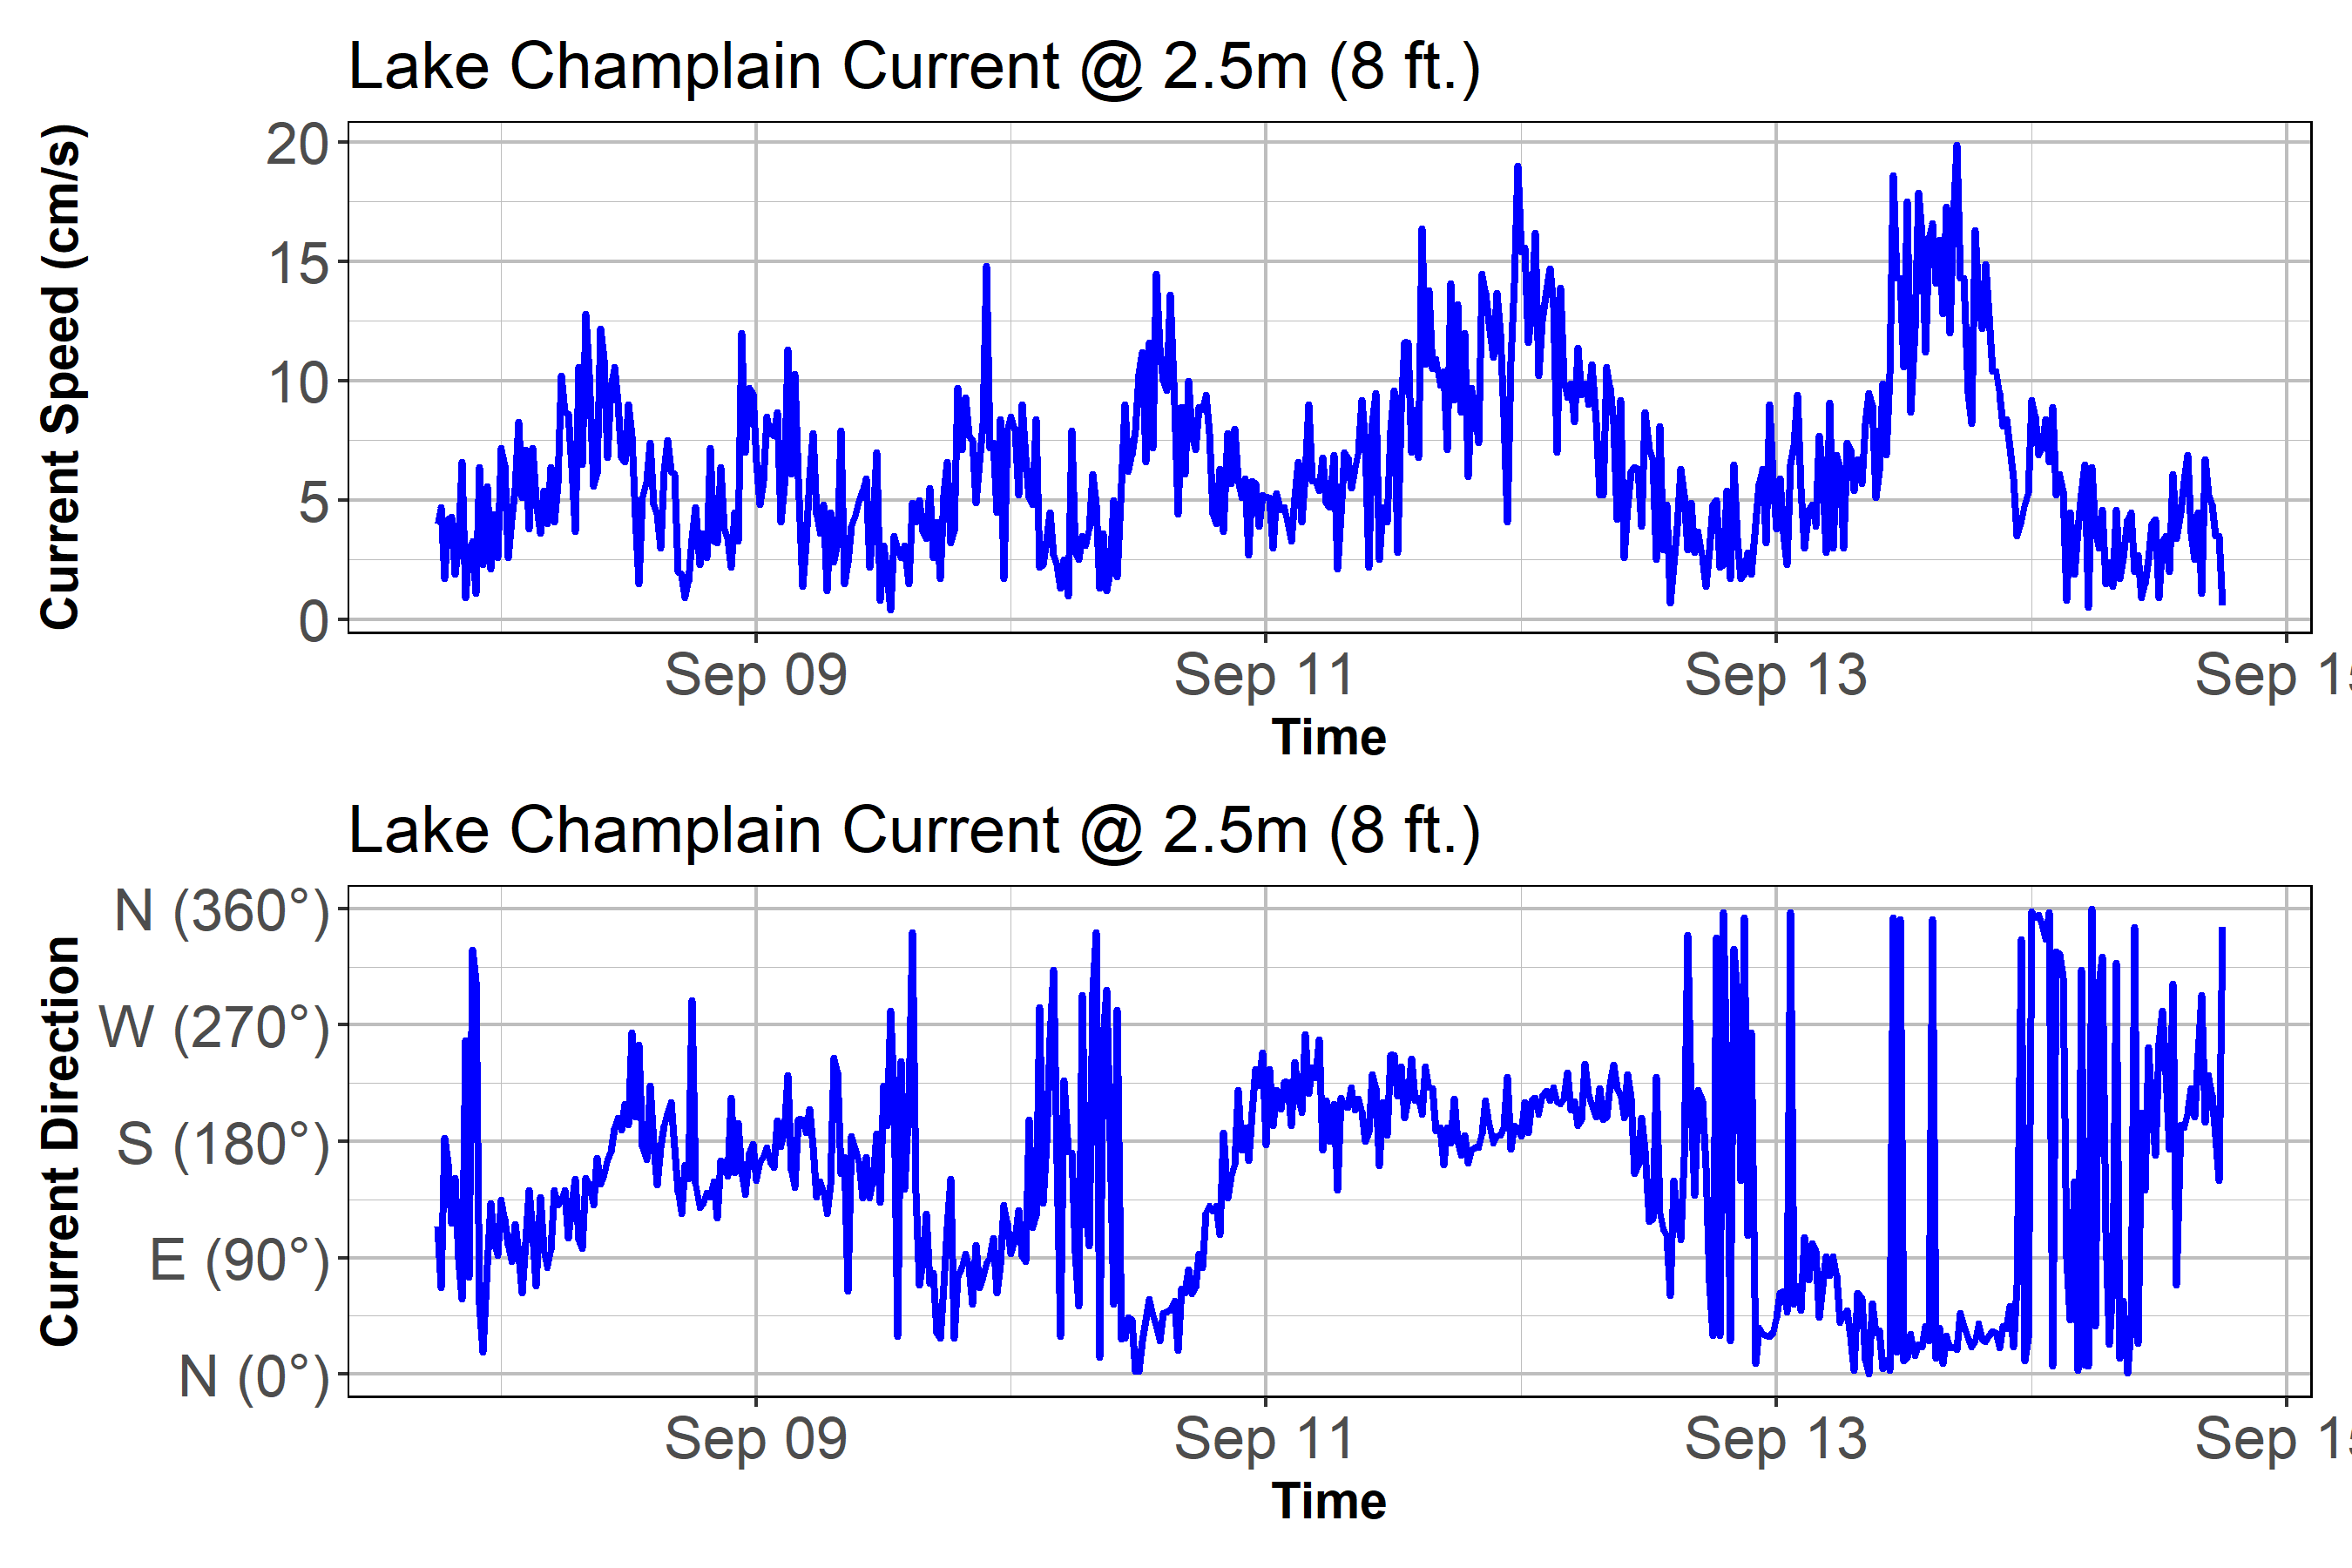 Lake Champlain Current @ 2.5m (8 ft.)
Current Speed (cm/s)
20
15
10
5
0
Sep 09 Sep 11 Sep 13 Sep 15
Time
Lake Champlain Current @ 2.5m (8 ft.)
Current Direction
N (360°)
W (270°)
S (180°)
E (90°)
N (0°)
Sep 09 Sep 11 Sep 13 Sep 15
Time